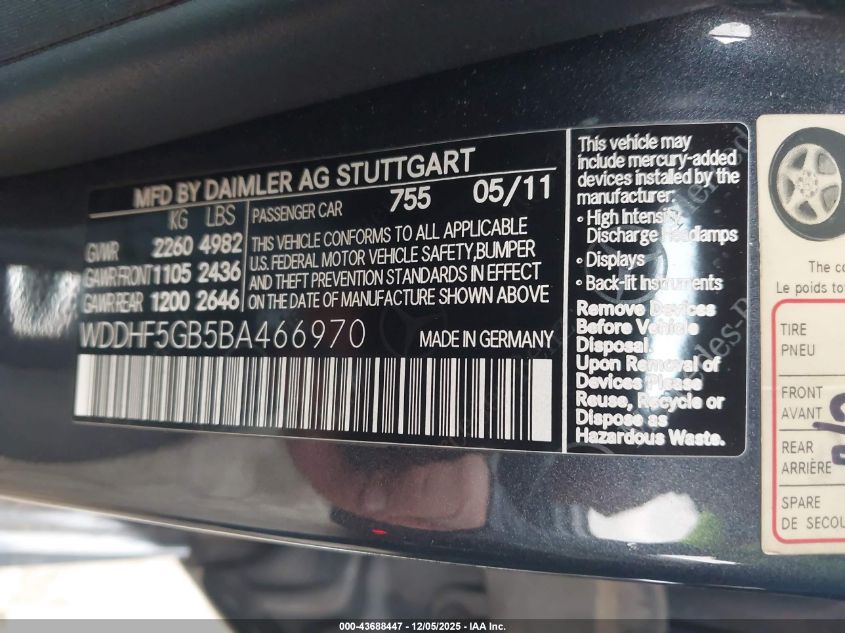 MFD BY DAIMLER AG STUTTGART
KG LBS
GVWR 2260 4982
GAWR FRONT 1105 2436
GAWR REAR 1200 2646
PASSENGER CAR 755 05/11
THIS VEHICLE CONFORMS TO ALL APPLICABLE
U.S. FEDERAL MOTOR VEHICLE SAFETY, BUMPER
AND THEFT PREVENTION STANDARDS IN EFFECT
ON THE DATE OF MANUFACTURE SHOWN ABOVE
WDDHF5GB5BA466970
MADE IN GERMANY
This vehicle may
include mercury-added
devices installed by the
manufacturer:
• High Intensity
Discharge Headlamps
• Displays
• Back-lit Instruments
Remove Devices
Before Vehicle
Disposal.
Upon Removal of
Devices Please
Reuse, Recycle or
Dispose as
Hazardous Waste.
The co
Le poids to
TIRE
PNEU
FRONT
AVANT
REAR
ARRIÈRE
SPARE
DE SECOU
000-43688447 - 12/05/2025 - IAA Inc.